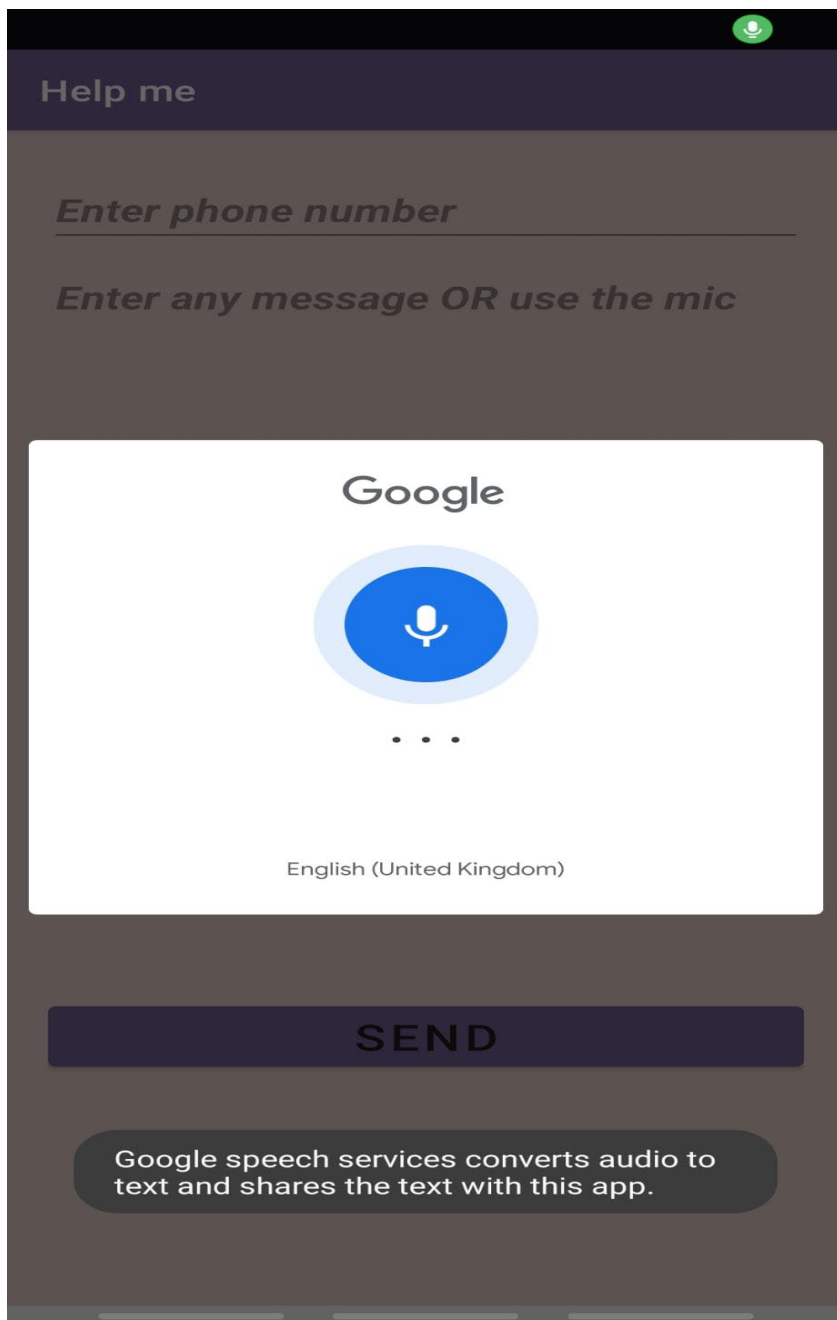 Help me
Enter phone number
Enter any message OR use the mic
Google
English (United Kingdom)
SEND
Google speech services converts audio to
text and shares the text with this app.